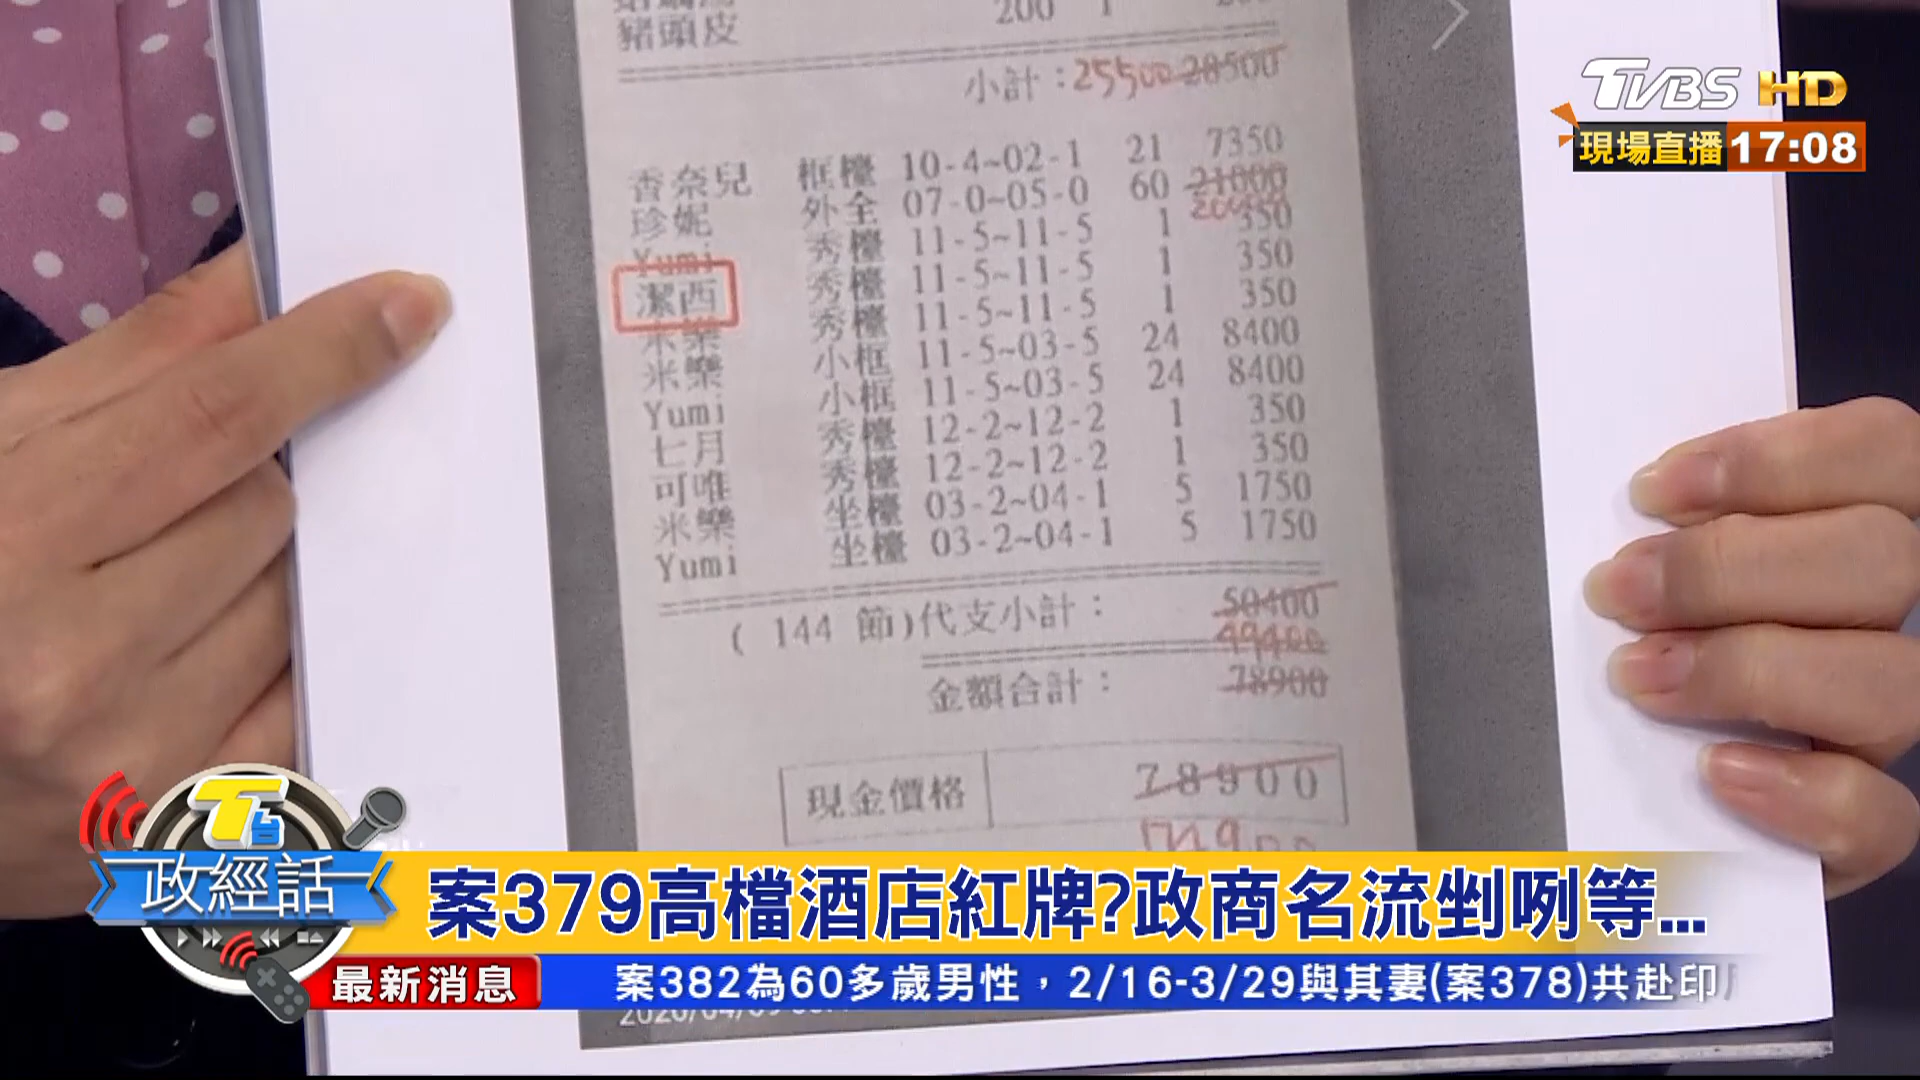 豬頭皮 200 1
小計：25500 28500
香奈兒 框檯 10-4~02-1 21 7350
珍妮 外全 07-0~05-0 60 21000
Yumi 秀檯 11-5~11-5 1 350
潔西 秀檯 11-5~11-5 1 350
米樂 秀檯 11-5~11-5 1 350
米樂 小框 11-5~03-5 24 8400
Yumi 小框 11-5~03-5 24 8400
七月 秀檯 12-2~12-2 1 350
可唯 秀檯 12-2~12-2 1 350
米樂 坐檯 03-2~04-1 5 1750
Yumi 坐檯 03-2~04-1 5 1750
( 144 節)代支小計： 50400
49400
金額合計： 78900
現金價格 78900
TVBS HD
現場直播 17:08
T台
政經話
案379高檔酒店紅牌?政商名流剉咧等...
最新消息 案382為60多歲男性，2/16-3/29與其妻(案378)共赴印